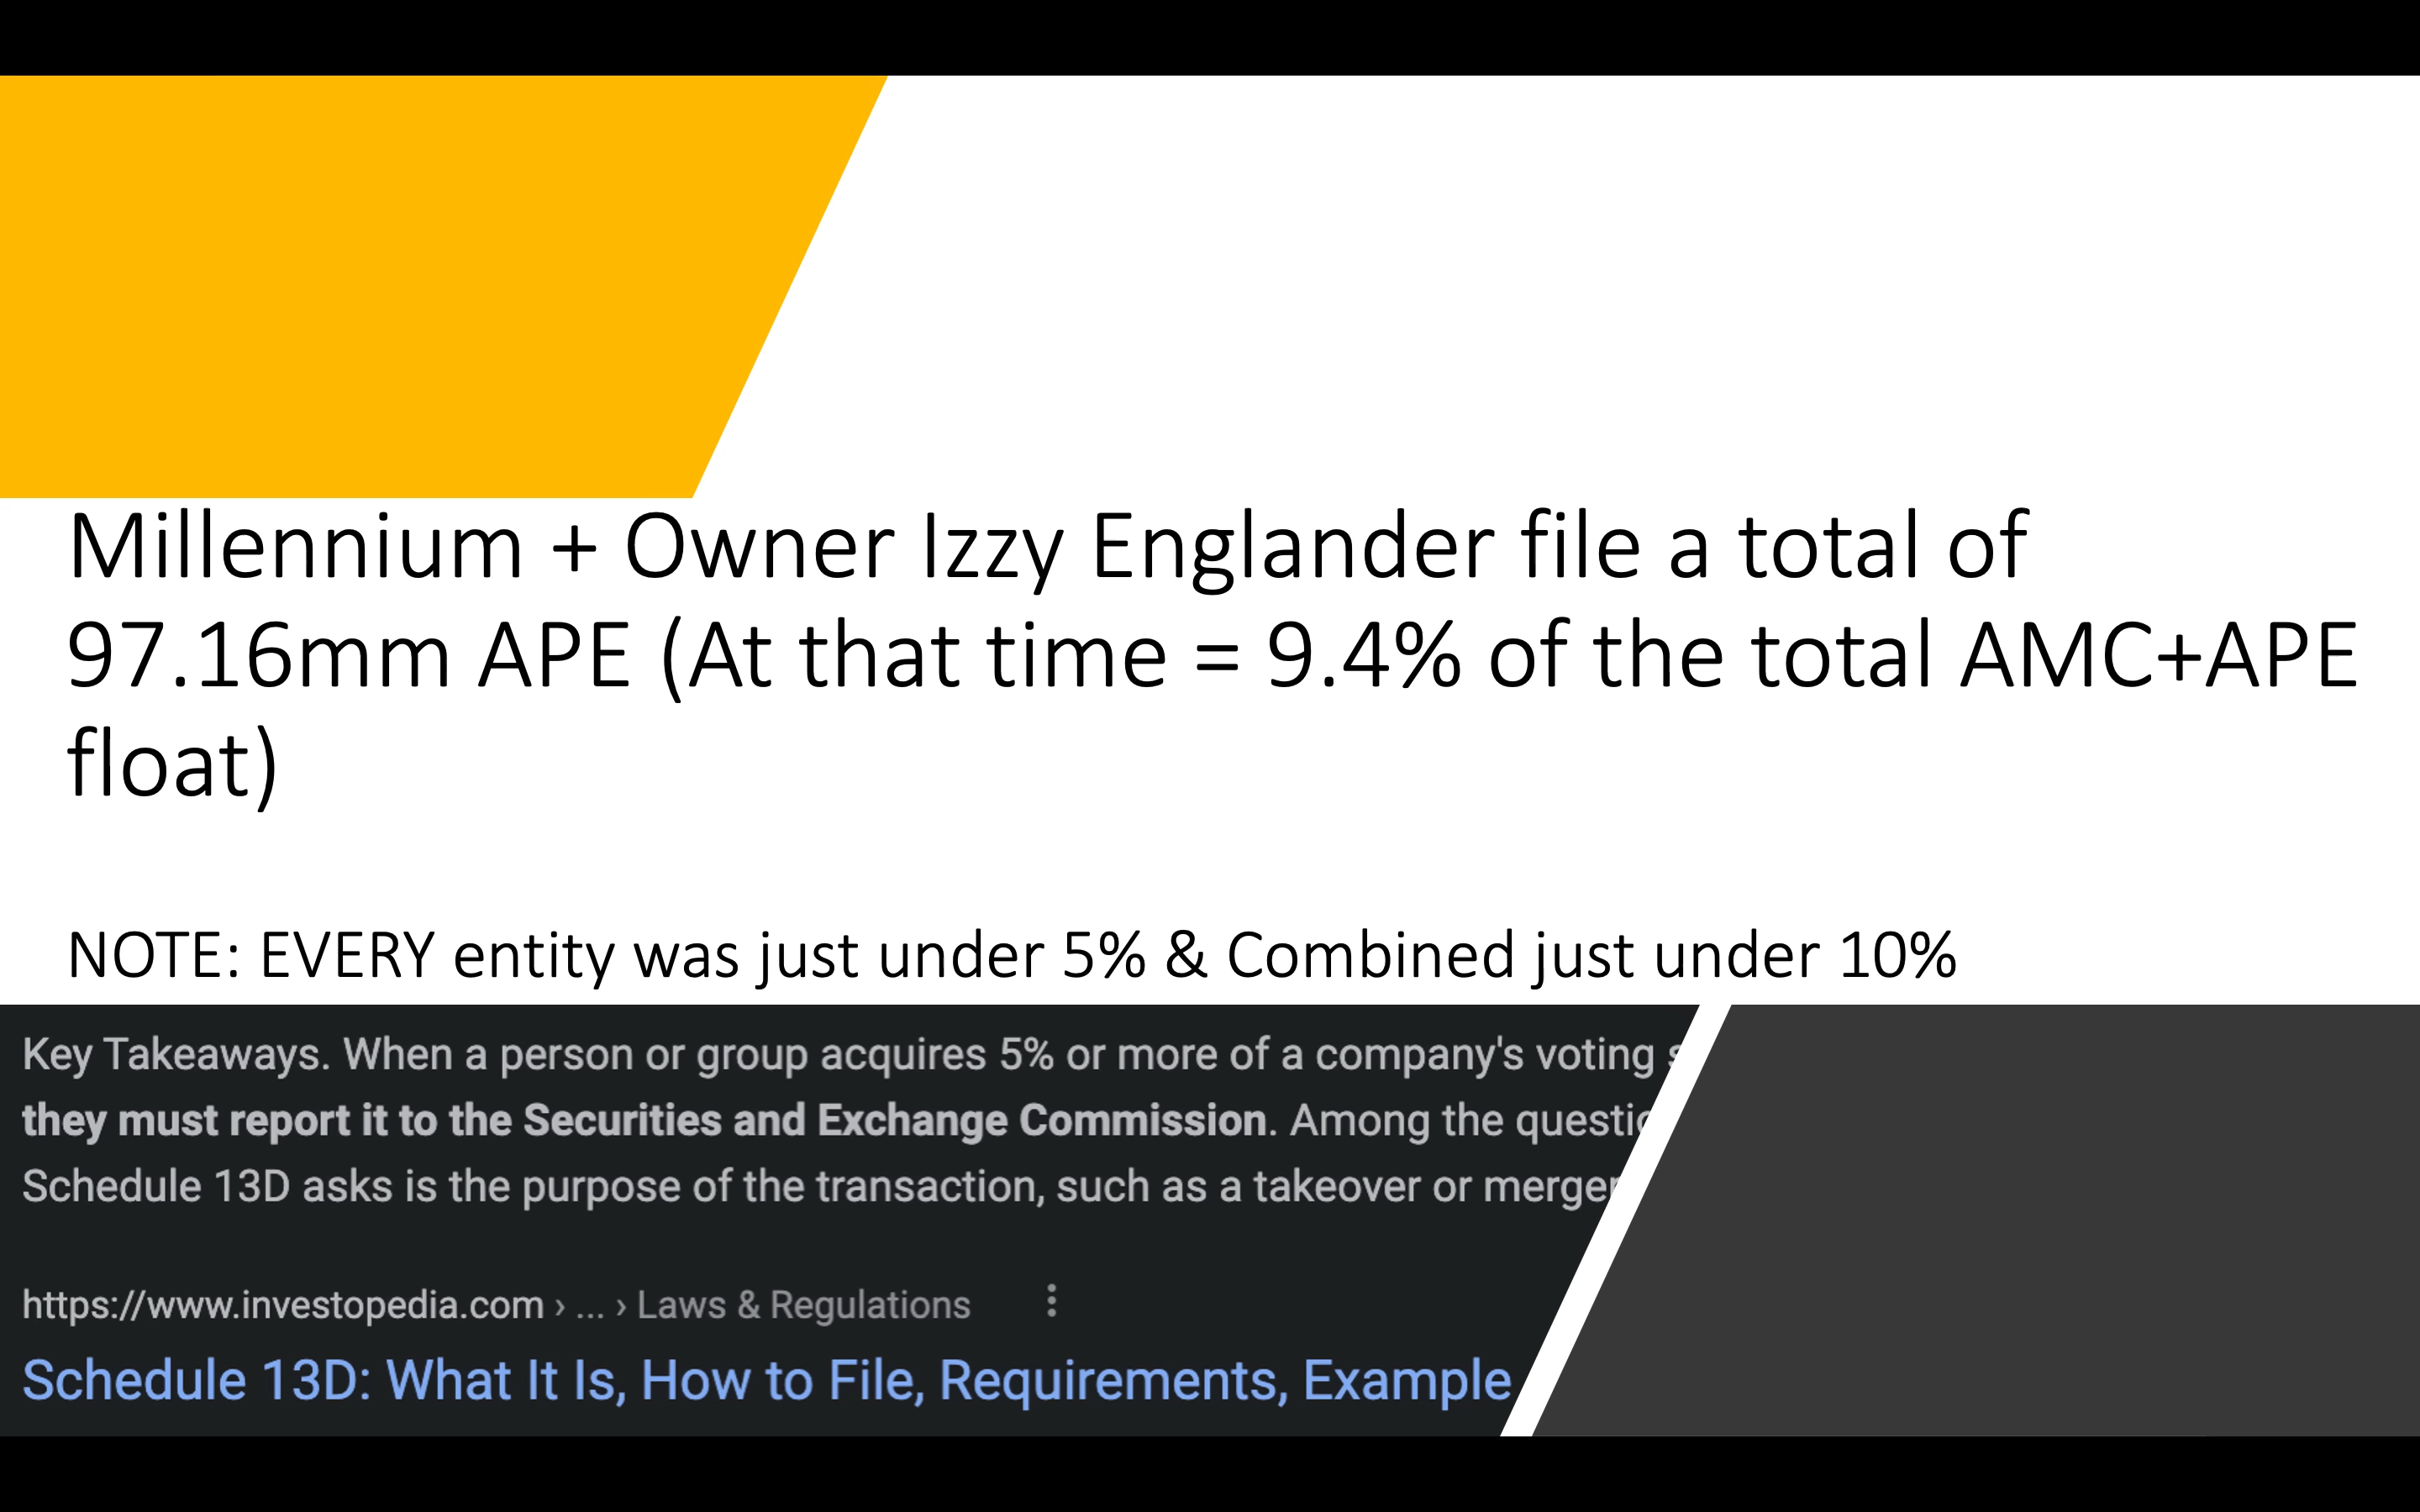 Millennium + Owner Izzy Englander file a total of
97.16mm APE (At that time = 9.4% of the total AMC+APE
float)
NOTE: EVERY entity was just under 5% & Combined just under 10%
Key Takeaways. When a person or group acquires 5% or more of a company's voting
they must report it to the Securities and Exchange Commission. Among the
Schedule 13D asks is the purpose of the transaction, such as a takeover or merger
https://www.investopedia.com › ... › Laws & Regulations
Schedule 13D: What It Is, How to File, Requirements, Example